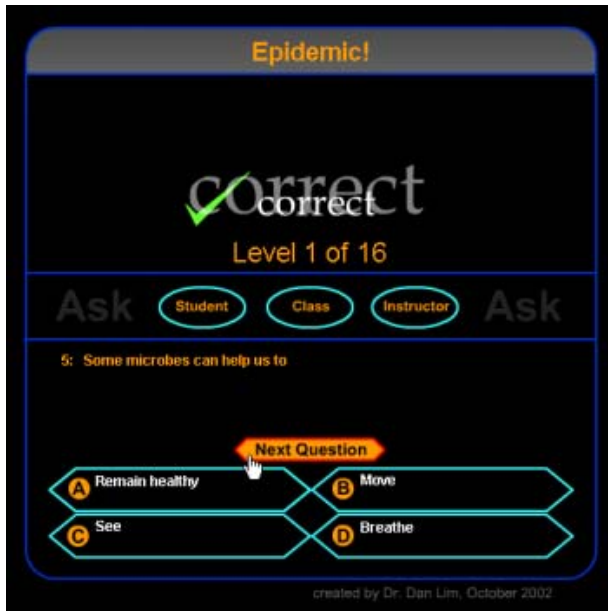 Epidemic!
correct
correct
Level 1 of 16
Ask Student Class Instructor Ask
5: Some microbes can help us to
Next Question
A Remain healthy
B Move
C See
D Breathe
created by Dr. Dan Lim, October 2002